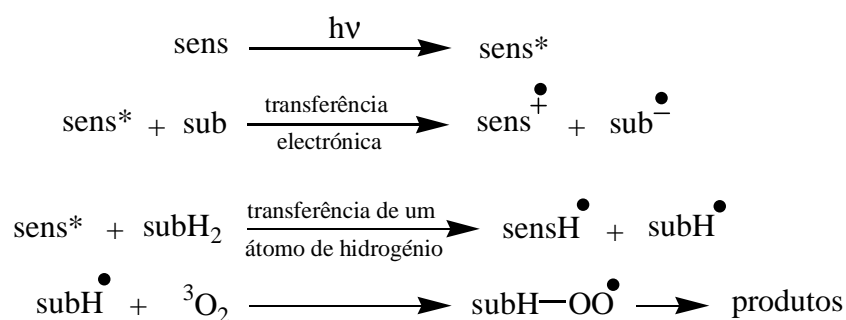 sens hν sens*
sens* + sub transferência electrónica sens•+ + sub•−
sens* + subH₂ transferência de um átomo de hidrogénio sensH• + subH•
subH• + ³O₂ subH—OO• produtos